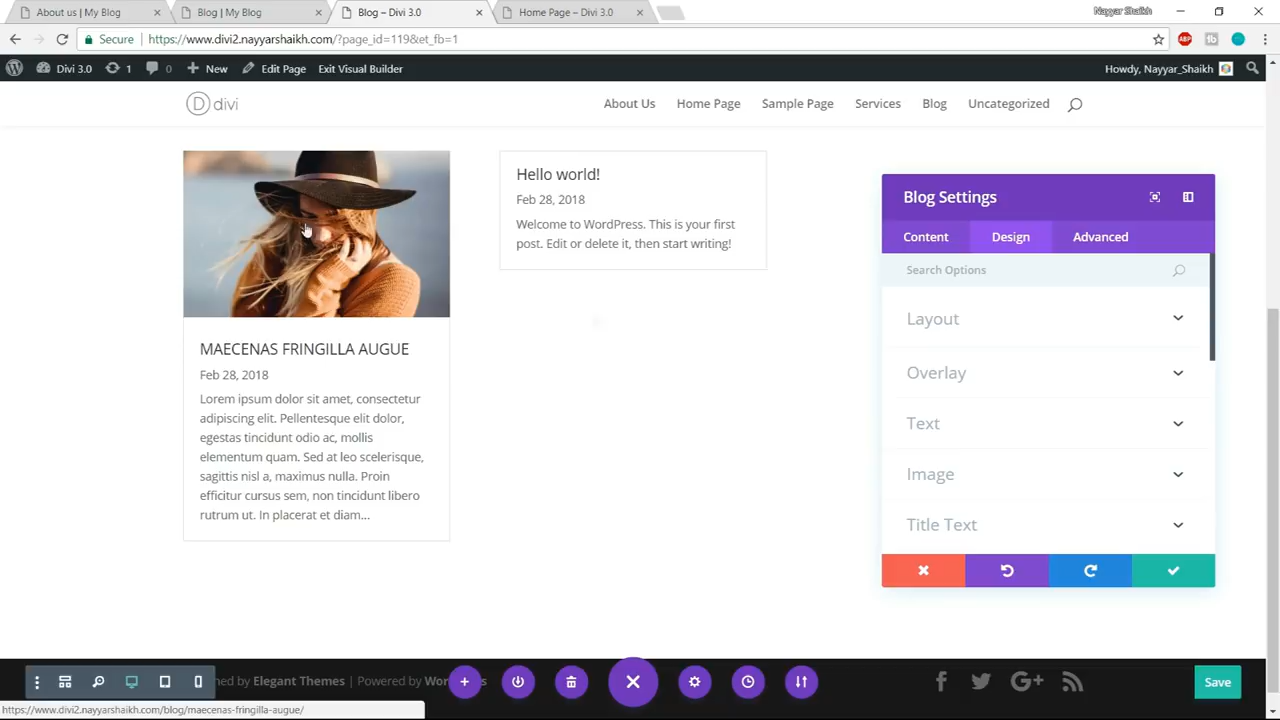 About us | My Blog
Blog | My Blog
Blog – Divi 3.0
Home Page – Divi 3.0
Nayyar Shaikh
Secure
https://www.divi2.nayyarshaikh.com/?page_id=119&et_fb=1
ABP
fb
Divi 3.0
1
0
New
Edit Page
Exit Visual Builder
Howdy, Nayyar_Shaikh
D divi
About Us
Home Page
Sample Page
Services
Blog
Uncategorized
MAECENAS FRINGILLA AUGUE
Feb 28, 2018
Lorem ipsum dolor sit amet, consectetur
adipiscing elit. Pellentesque elit dolor,
egestas tincidunt odio ac, mollis
elementum quam. Sed at leo scelerisque,
sagittis nisl a, maximus nulla. Proin
efficitur cursus sem, non tincidunt libero
rutrum ut. In placerat et diam...
Hello world!
Feb 28, 2018
Welcome to WordPress. This is your first
post. Edit or delete it, then start writing!
Blog Settings
Content
Design
Advanced
Search Options
Layout
Overlay
Text
Image
Title Text
ned by Elegant Themes | Powered by Wor
s
Save
https://www.divi2.nayyarshaikh.com/blog/maecenas-fringilla-augue/